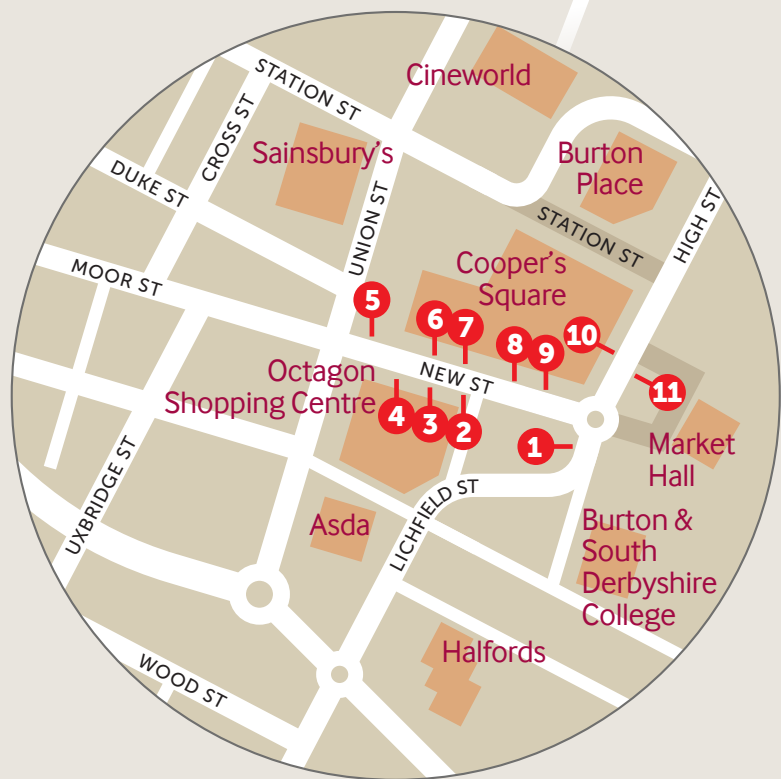 Cineworld
STATION ST
CROSS ST
Sainsbury's
Burton
Place
DUKE ST
UNION ST
STATION ST
HIGH ST
MOOR ST
Cooper's
Square
5
6
7
8
9
10
11
NEW ST
Octagon
Shopping Centre
4
3
2
1
Market
Hall
UXBRIDGE ST
LICHFIELD ST
Asda
Burton &
South
Derbyshire
College
Halfords
WOOD ST